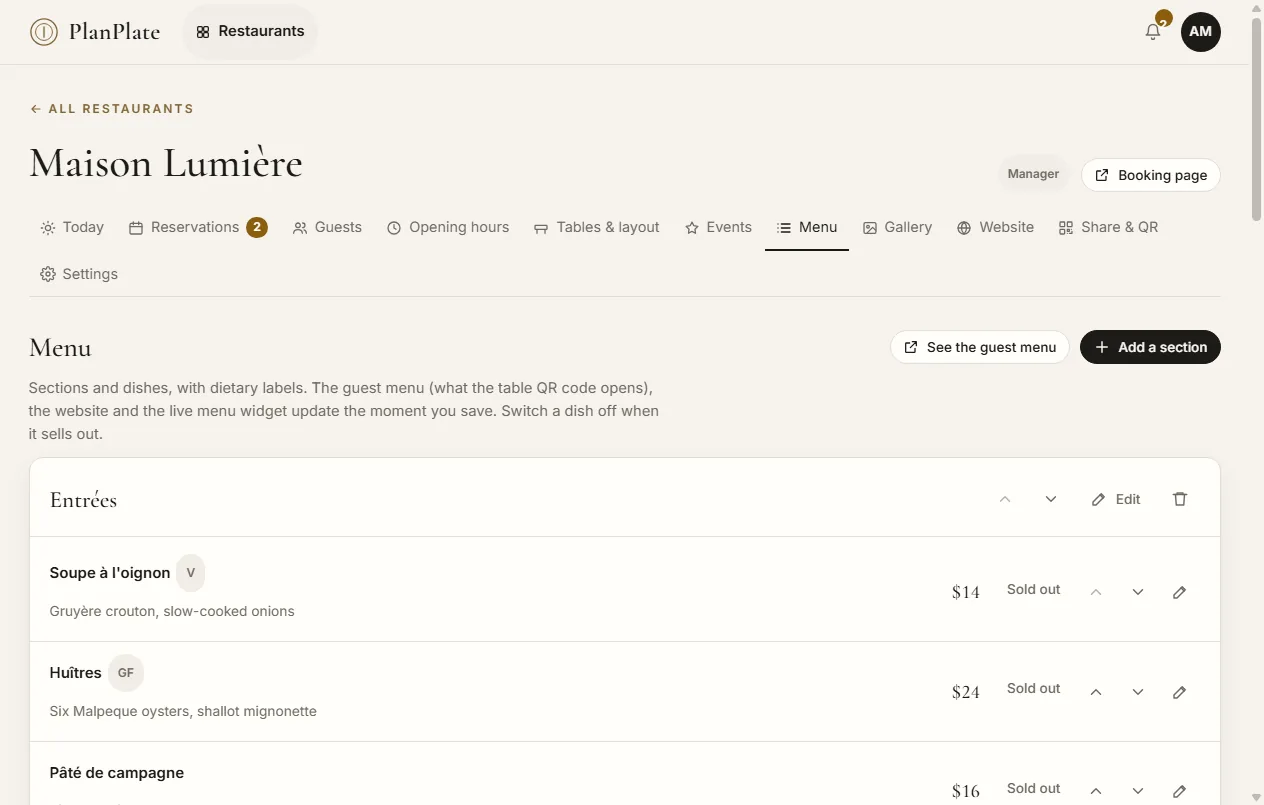 PlanPlate
Restaurants
2
AM
← ALL RESTAURANTS
Maison Lumière
Manager
Booking page
Today
Reservations 2
Guests
Opening hours
Tables & layout
Events
Menu
Gallery
Website
Share & QR
Settings
Menu
See the guest menu
+ Add a section
Sections and dishes, with dietary labels. The guest menu (what the table QR code opens),
the website and the live menu widget update the moment you save. Switch a dish off when
it sells out.
Entrées
Edit
Soupe à l'oignon V
Gruyère crouton, slow-cooked onions
$14 Sold out
Huîtres GF
Six Malpeque oysters, shallot mignonette
$24 Sold out
Pâté de campagne
$16 Sold out